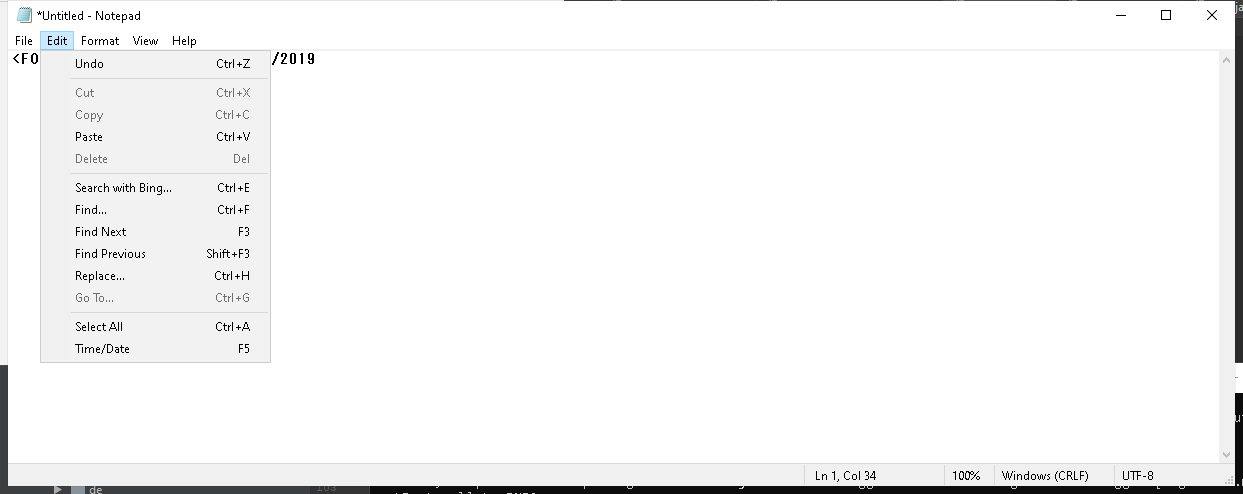 *Untitled - Notepad
File Edit Format View Help
<FO /2019
Undo Ctrl+Z
Cut Ctrl+X
Copy Ctrl+C
Paste Ctrl+V
Delete Del
Search with Bing... Ctrl+E
Find... Ctrl+F
Find Next F3
Find Previous Shift+F3
Replace... Ctrl+H
Go To... Ctrl+G
Select All Ctrl+A
Time/Date F5
Ln 1, Col 34 100% Windows (CRLF) UTF-8
de 103